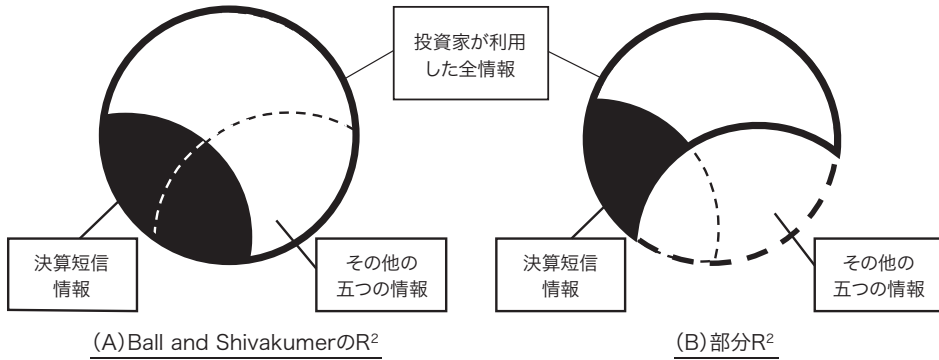 投資家が利用
した全情報
決算短信
情報
その他の
五つの情報
決算短信
情報
その他の
五つの情報
(A)Ball and ShivakumerのR²
(B)部分R²